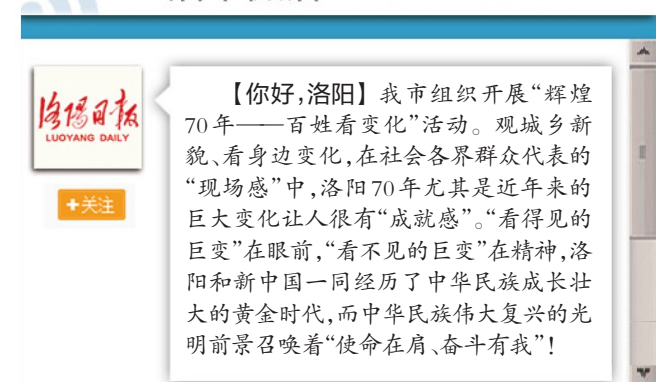 洛阳日报
LUOYANG DAILY
+关注
【你好,洛阳】我市组织开展“辉煌
70年——百姓看变化”活动。观城乡新
貌、看身边变化,在社会各界群众代表的
“现场感”中,洛阳70年尤其是近年来的
巨大变化让人很有“成就感”。“看得见的
巨变”在眼前,“看不见的巨变”在精神,洛
阳和新中国一同经历了中华民族成长壮
大的黄金时代,而中华民族伟大复兴的光
明前景召唤着“使命在肩、奋斗有我”!